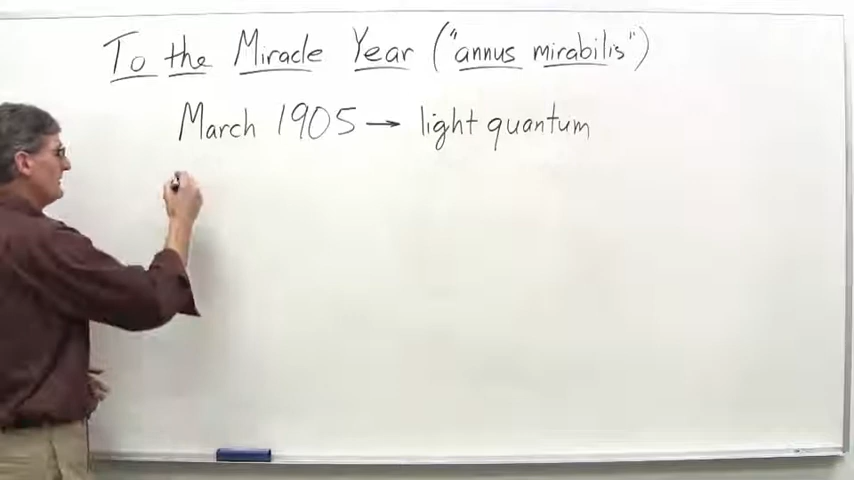 To the Miracle Year ("annus mirabilis")
March 1905 → light quantum